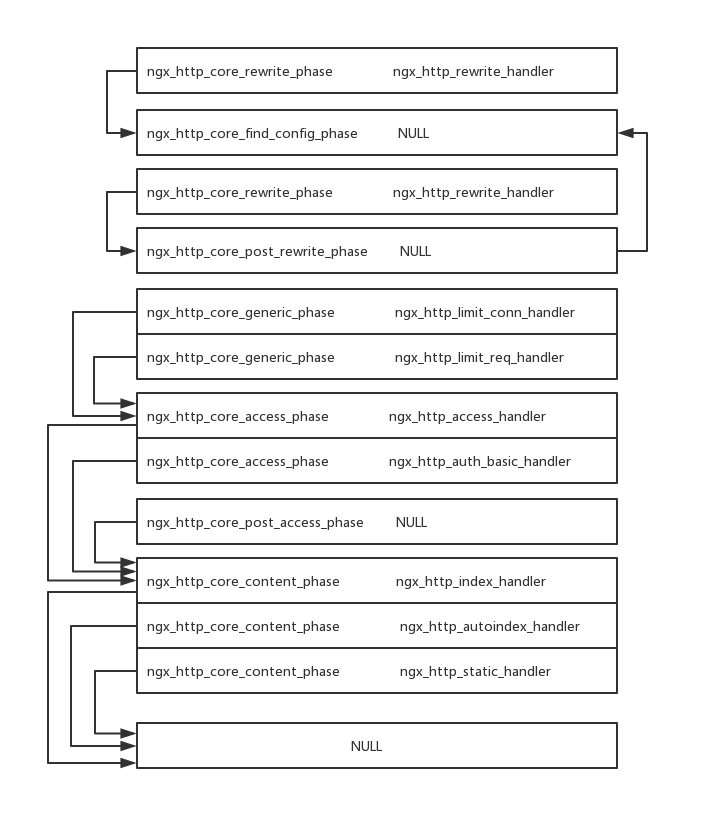 ngx_http_core_rewrite_phase ngx_http_rewrite_handler
ngx_http_core_find_config_phase NULL
ngx_http_core_rewrite_phase ngx_http_rewrite_handler
ngx_http_core_post_rewrite_phase NULL
ngx_http_core_generic_phase ngx_http_limit_conn_handler
ngx_http_core_generic_phase ngx_http_limit_req_handler
ngx_http_core_access_phase ngx_http_access_handler
ngx_http_core_access_phase ngx_http_auth_basic_handler
ngx_http_core_post_access_phase NULL
ngx_http_core_content_phase ngx_http_index_handler
ngx_http_core_content_phase ngx_http_autoindex_handler
ngx_http_core_content_phase ngx_http_static_handler
NULL